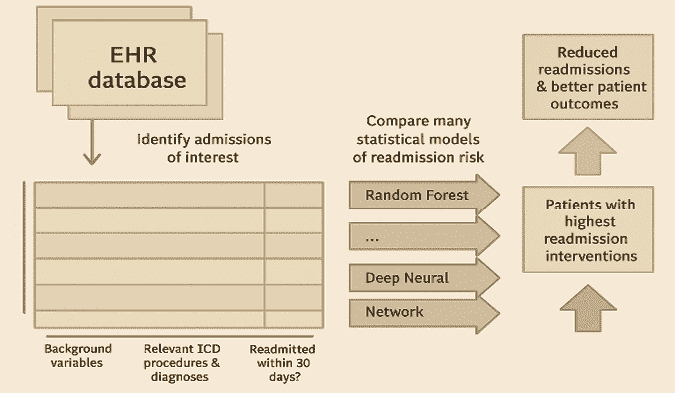 EHR
database
Identify admissions
of interest
Background
variables
Relevant ICD
procedures &
diagnoses
Readmitted
within 30
days?
Compare many
statistical models
of readmission risk
Random Forest
...
Deep Neural
Network
Reduced
readmissions
& better patient
outcomes
Patients with
highest
readmission
interventions